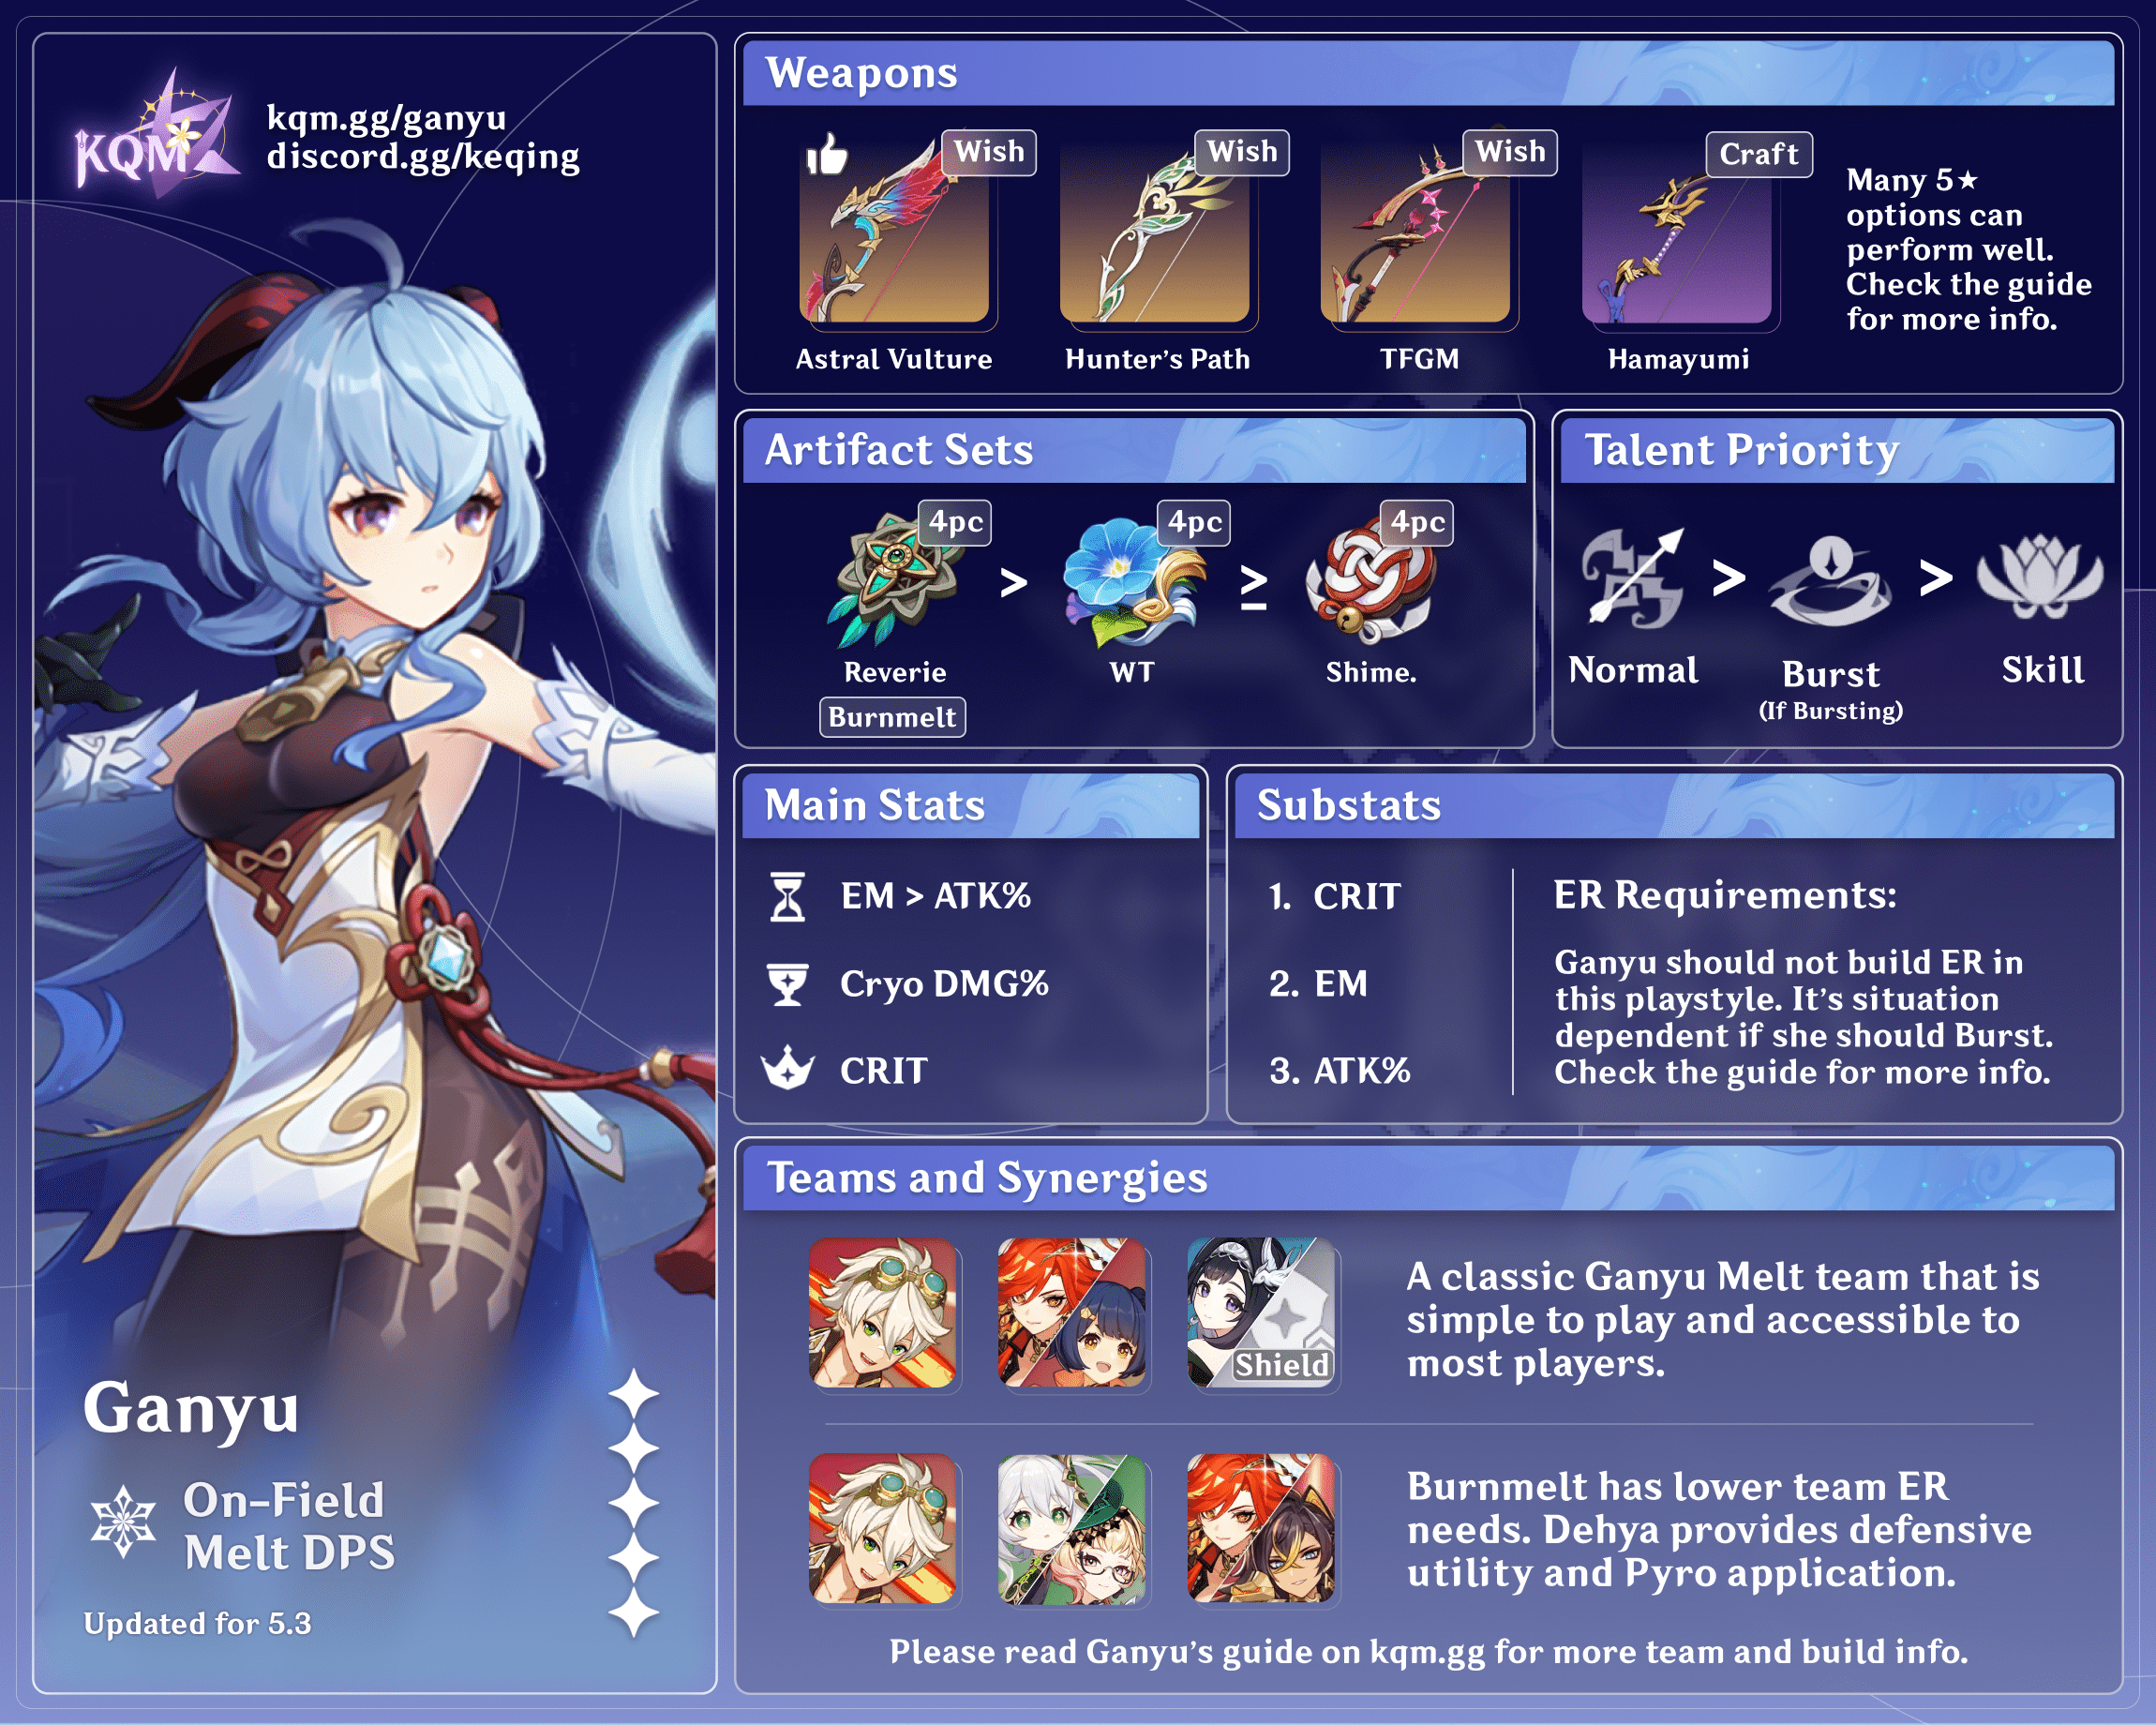 KQM
kqm.gg/ganyu
discord.gg/keqing
Ganyu
On-Field
Melt DPS
Updated for 5.3
Weapons
Wish
Wish
Wish
Craft
Astral Vulture
Hunter's Path
TFGM
Hamayumi
Many 5★
options can
perform well.
Check the guide
for more info.
Artifact Sets
4pc
>
4pc
≥
4pc
Reverie
WT
Shime.
Burnmelt
Talent Priority
>
>
Normal
Burst
(If Bursting)
Skill
Main Stats
EM > ATK%
Cryo DMG%
CRIT
Substats
1. CRIT
2. EM
3. ATK%
ER Requirements:
Ganyu should not build ER in
this playstyle. It's situation
dependent if she should Burst.
Check the guide for more info.
Teams and Synergies
Shield
A classic Ganyu Melt team that is
simple to play and accessible to
most players.
Burnmelt has lower team ER
needs. Dehya provides defensive
utility and Pyro application.
Please read Ganyu's guide on kqm.gg for more team and build info.